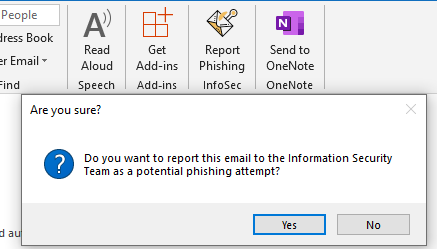 People
dress Book
er Email
Find
A))
Read
Aloud
Speech
Get
Add-ins
Add-ins
Report
Phishing
InfoSec
N
Send to
OneNote
OneNote
Are you sure?
?
Do you want to report this email to the Information Security
Team as a potential phishing attempt?
Yes
No
d au